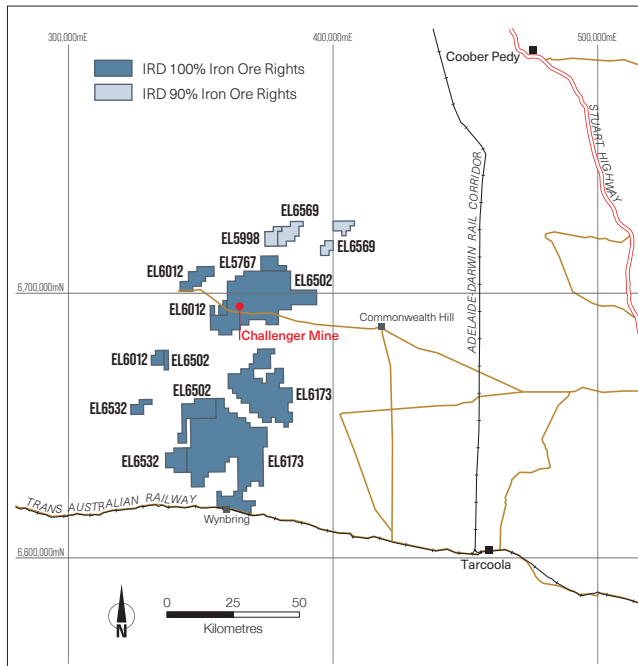 300,000mE
400,000mE
500,000mE
IRD 100% Iron Ore Rights
IRD 90% Iron Ore Rights
Coober Pedy
STUART HIGHWAY
ADELAIDE-DARWIN RAIL CORRIDOR
EL6569
EL5998
EL6569
EL5767
EL6012
EL6502
6,700,000mN
EL6012
Commonwealth Hill
Challenger Mine
EL6012
EL6502
EL6502
EL6173
EL6532
EL6532
EL6173
TRANS AUSTRALIAN RAILWAY
Wynbring
6,600,000mN
Tarcoola
N
0
25
50
Kilometres